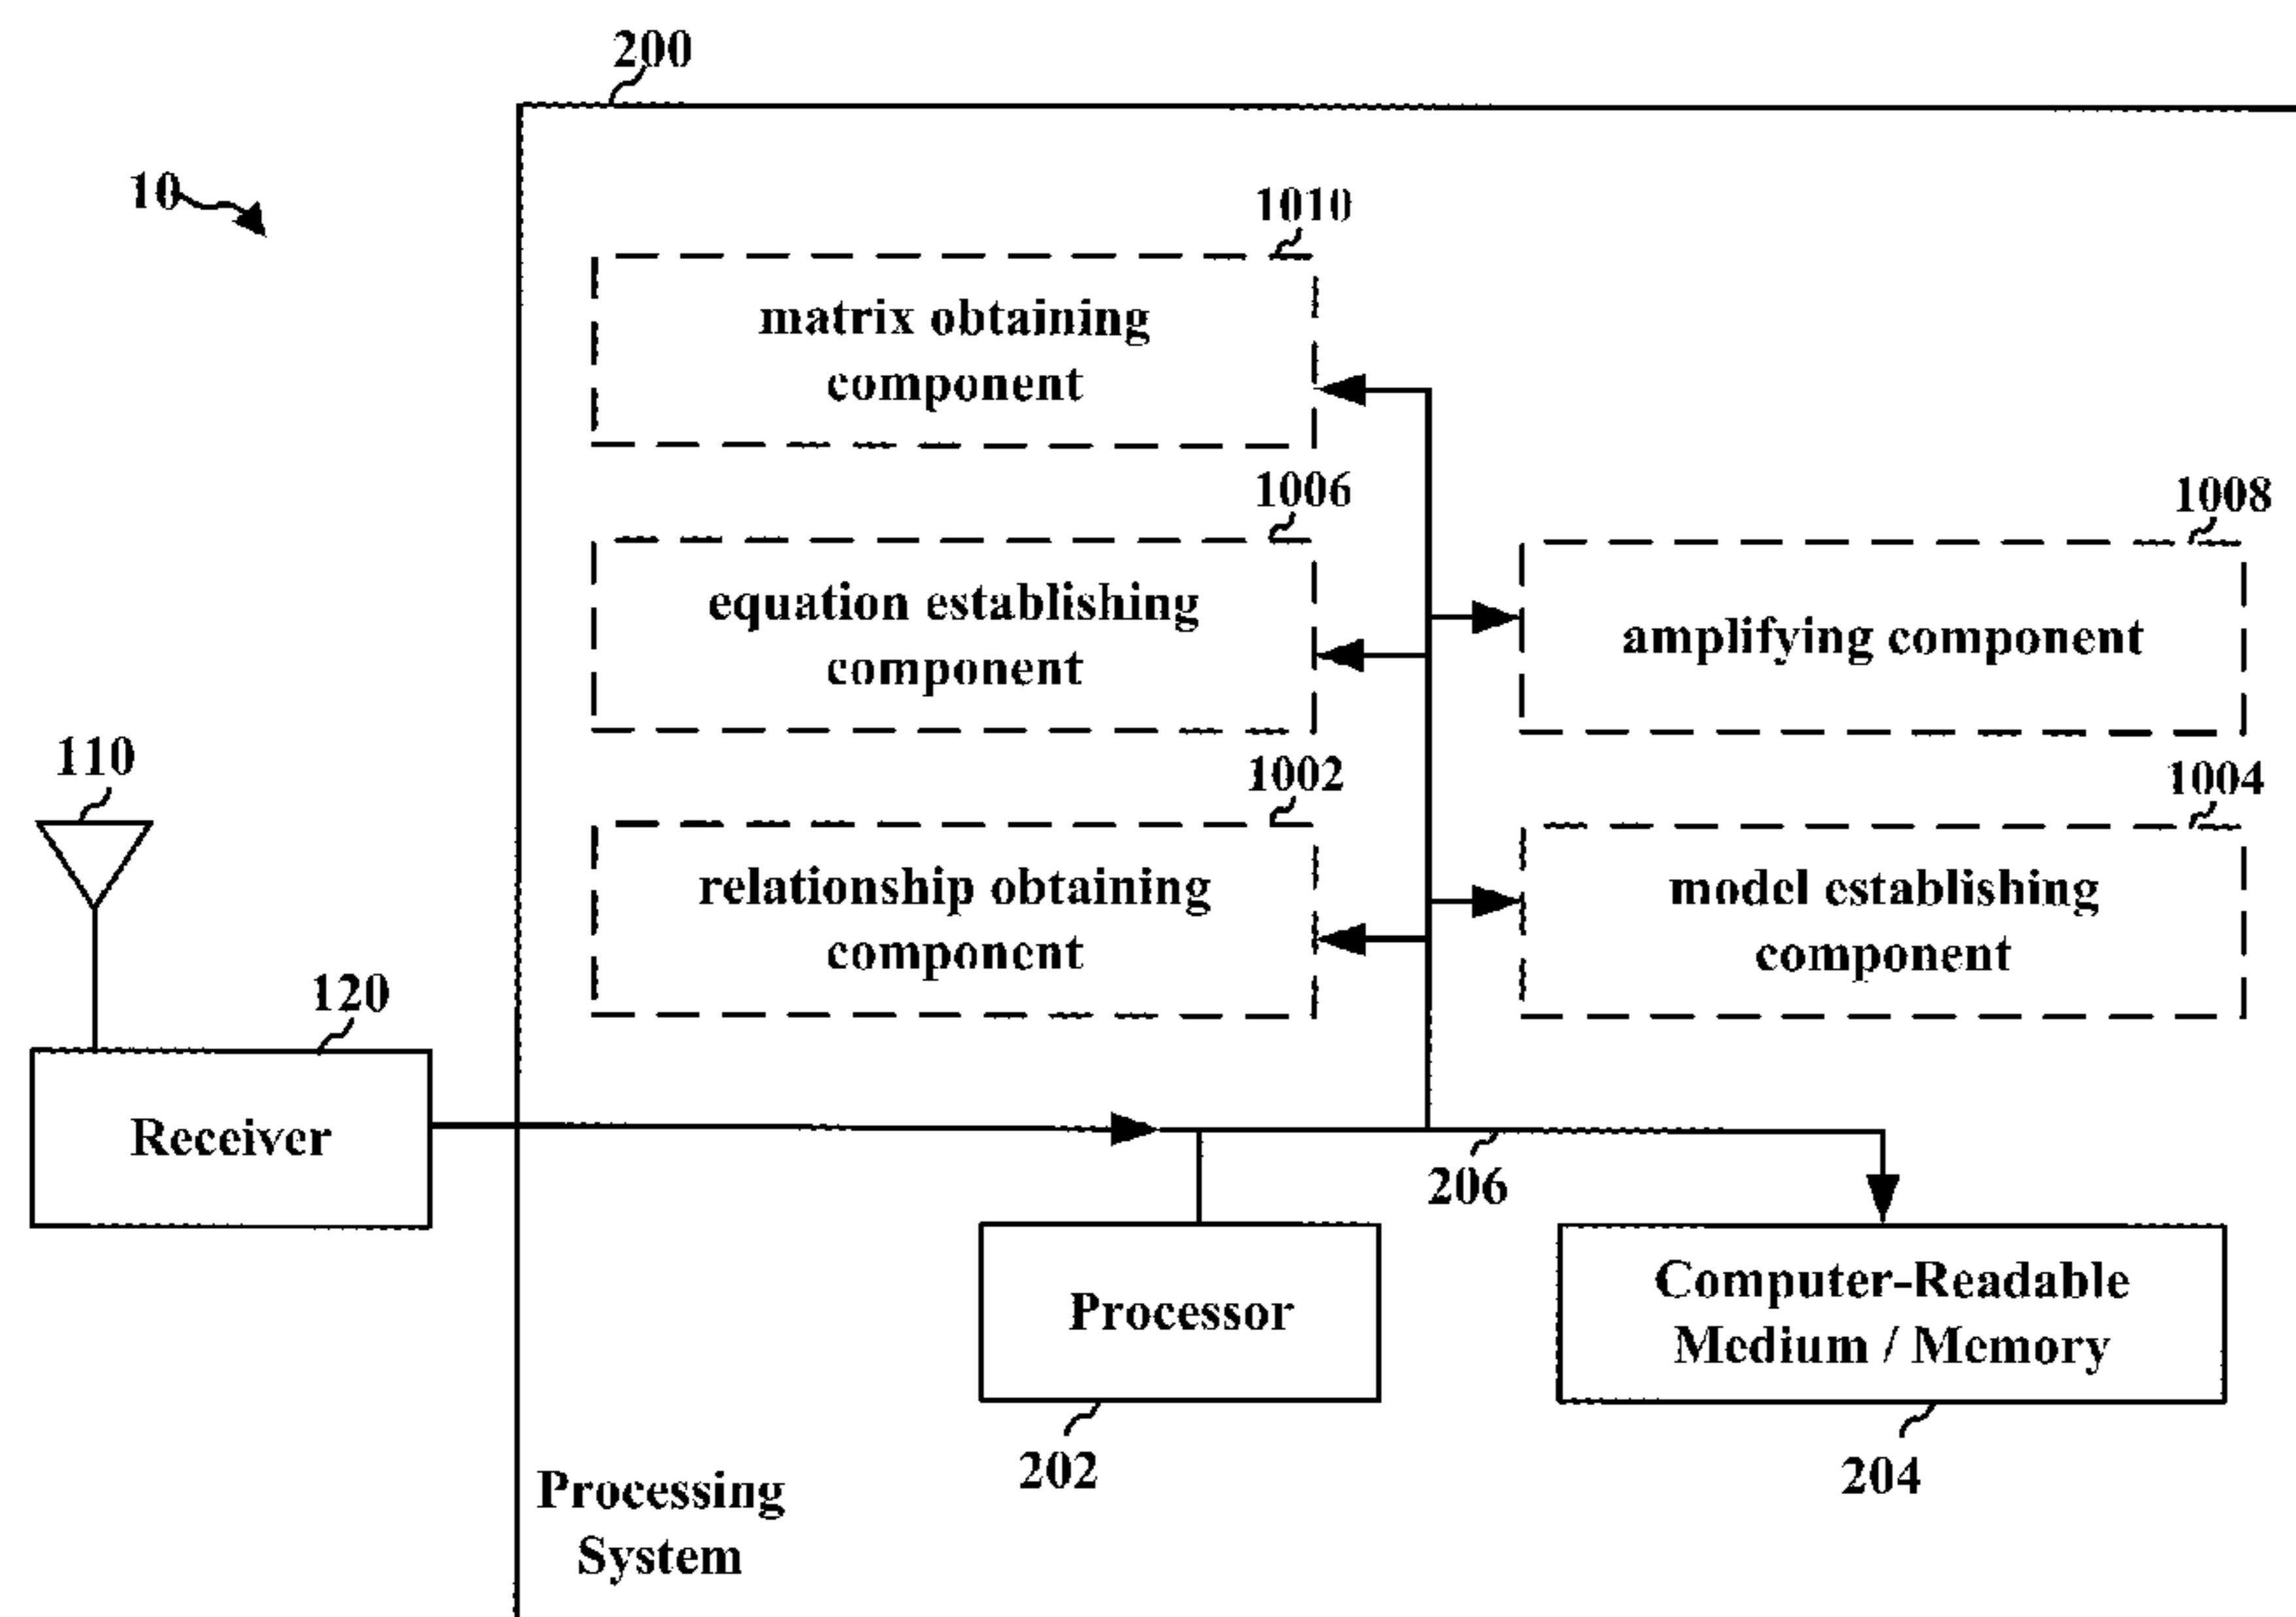 200
10
1010
matrix obtaining
component
1006
equation establishing
component
1008
amplifying component
1002
relationship obtaining
component
1004
model establishing
component
110
120
Receiver
206
Processor
202
Computer-Readable
Medium / Memory
204
Processing
System